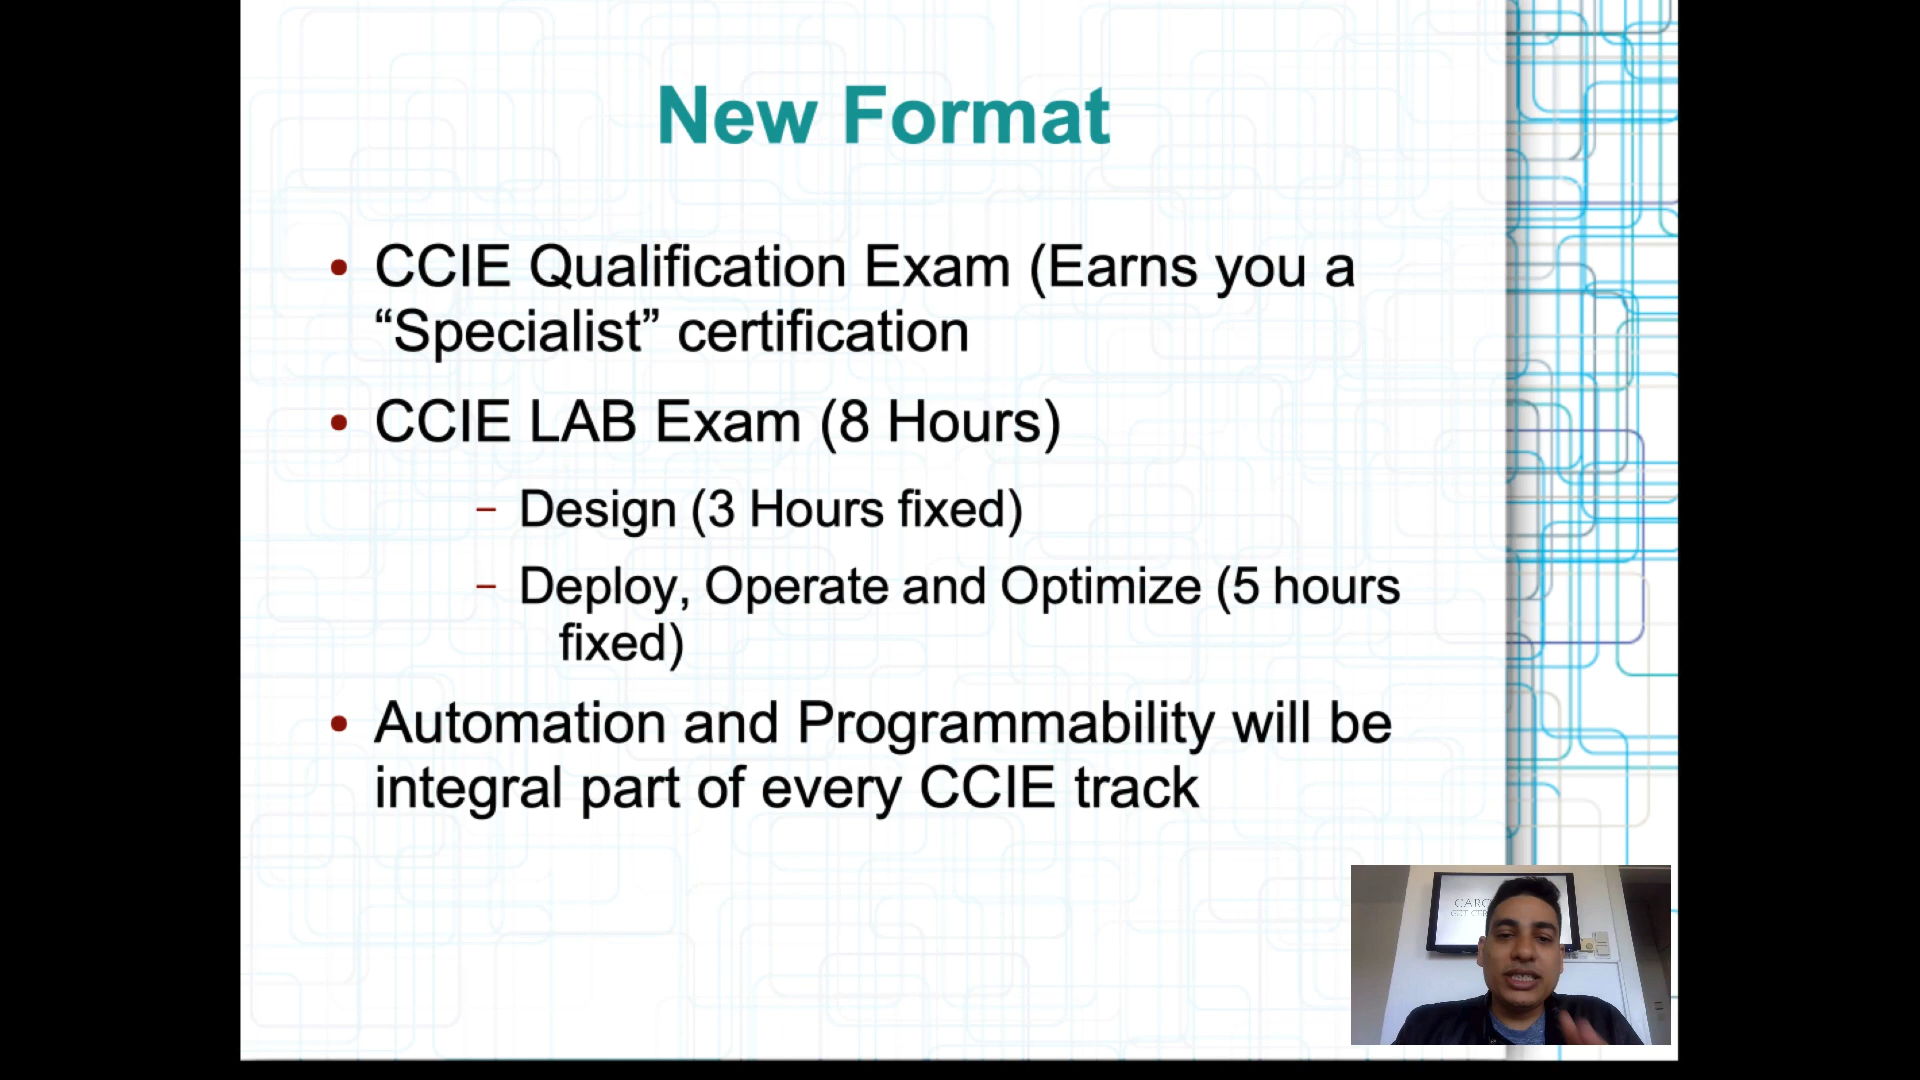 New Format
• CCIE Qualification Exam (Earns you a
“Specialist” certification
• CCIE LAB Exam (8 Hours)
– Design (3 Hours fixed)
– Deploy, Operate and Optimize (5 hours
fixed)
• Automation and Programmability will be
integral part of every CCIE track